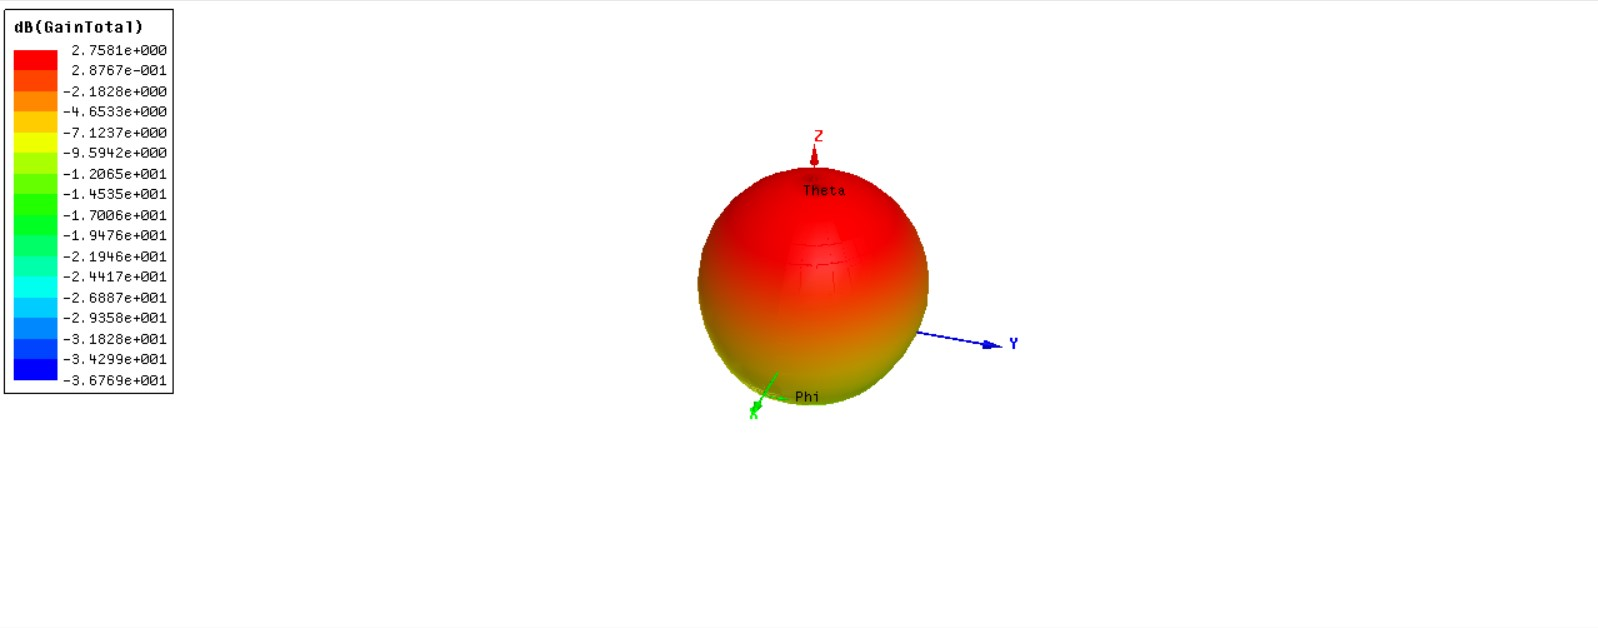 dB(GainTotal)
2.7581e+000
2.8767e-001
-2.1828e+000
-4.6533e+000
-7.1237e+000
-9.5942e+000
-1.2065e+001
-1.4535e+001
-1.7006e+001
-1.9476e+001
-2.1946e+001
-2.4417e+001
-2.6887e+001
-2.9358e+001
-3.1828e+001
-3.4299e+001
-3.6769e+001
Z
Theta
Y
Phi
X